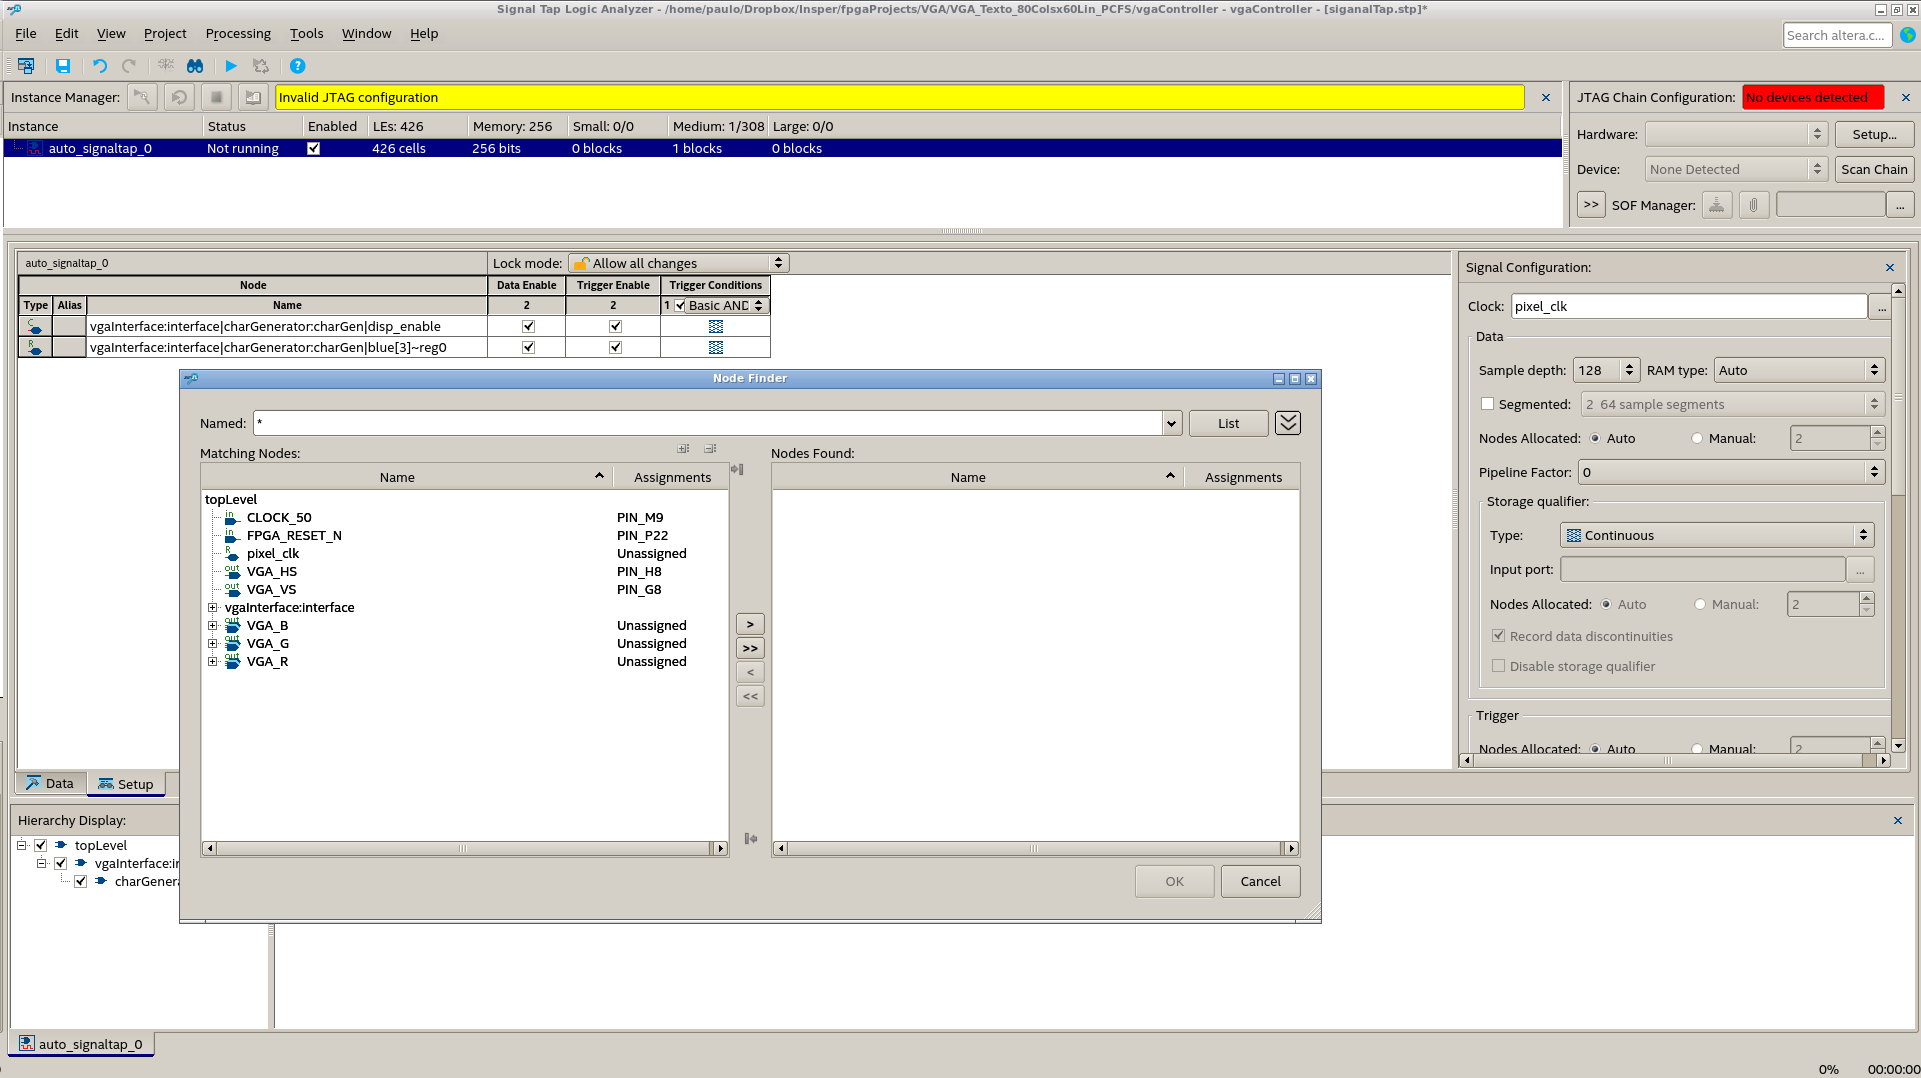 Signal Tap Logic Analyzer - /home/paulo/Dropbox/Insper/fpgaProjects/VGA/VGA_Texto_80Colsx60Lin_PCFS/vgaController - vgaController - [siganalTap.stp]*
File Edit View Project Processing Tools Window Help
Search altera.c...
Instance Manager: Invalid JTAG configuration
JTAG Chain Configuration: No devices detected
Instance Status Enabled LEs: 426 Memory: 256 Small: 0/0 Medium: 1/308 Large: 0/0
auto_signaltap_0 Not running 426 cells 256 bits 0 blocks 1 blocks 0 blocks
Hardware: Setup...
Device: None Detected Scan Chain
>> SOF Manager: ...
auto_signaltap_0 Lock mode: Allow all changes
Node Data Enable Trigger Enable Trigger Conditions
Type Alias Name 2 2 1 Basic AND
C vgaInterface:interface|charGenerator:charGen|disp_enable
R vgaInterface:interface|charGenerator:charGen|blue[3]~reg0
Signal Configuration:
Clock: pixel_clk ...
Data
Sample depth: 128 RAM type: Auto
Segmented: 2 64 sample segments
Nodes Allocated: Auto Manual: 2
Pipeline Factor: 0
Storage qualifier:
Type: Continuous
Input port: ...
Nodes Allocated: Auto Manual: 2
Record data discontinuities
Disable storage qualifier
Trigger
Nodes Allocated: Auto Manual: 2
Node Finder
Named: * List
Matching Nodes: Nodes Found:
Name Assignments Name Assignments
topLevel
in CLOCK_50 PIN_M9
in FPGA_RESET_N PIN_P22
R pixel_clk Unassigned
out VGA_HS PIN_H8
out VGA_VS PIN_G8
vgaInterface:interface
out VGA_B Unassigned
out VGA_G Unassigned
out VGA_R Unassigned
>
>>
<
<<
OK Cancel
Data Setup
Hierarchy Display:
topLevel
vgaInterface:in
charGenera
auto_signaltap_0
0% 00:00:00